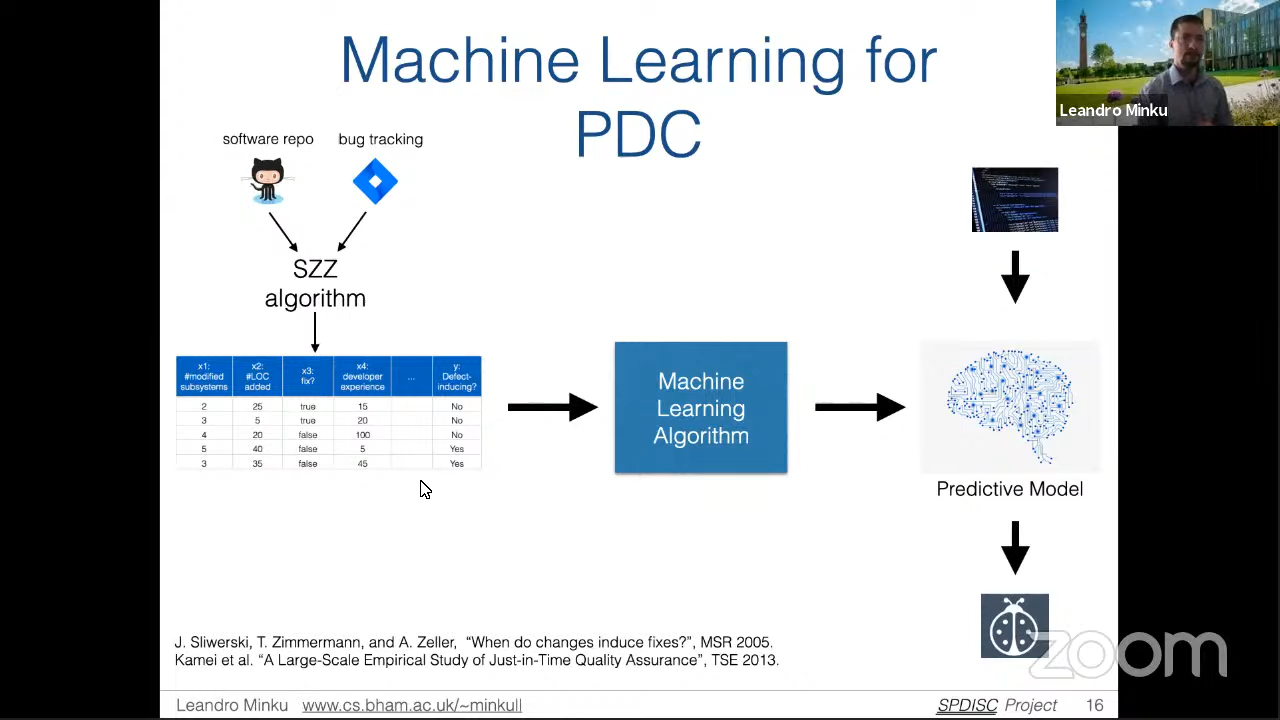 Machine Learning for
PDC
Leandro Minku
software repo
bug tracking
SZZ
algorithm
x1: #modified subsystems x2: #LOC added x3: fix? x4: developer experience ... y: Defect-inducing?
2 25 true 15 No
3 5 true 20 No
4 20 false 100 No
5 40 false 5 Yes
3 35 false 45 Yes
Machine
Learning
Algorithm
Predictive Model
J. Sliwerski, T. Zimmermann, and A. Zeller, “When do changes induce fixes?”, MSR 2005.
Kamei et al. “A Large-Scale Empirical Study of Just-in-Time Quality Assurance”, TSE 2013.
zoom
Leandro Minku www.cs.bham.ac.uk/~minkull SPDISC Project 16